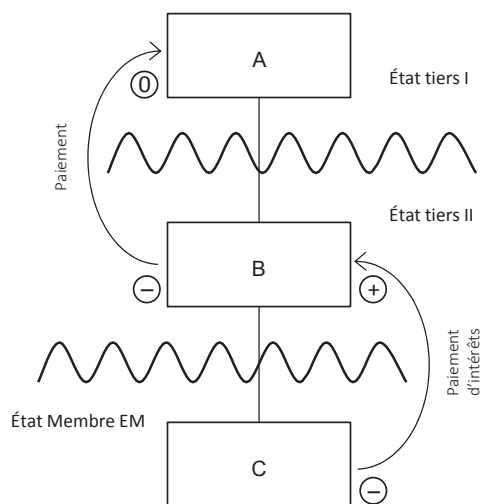 A
État tiers I
0
Paiement
État tiers II
B
−
+
Paiement
d'intérêts
État Membre EM
C
−